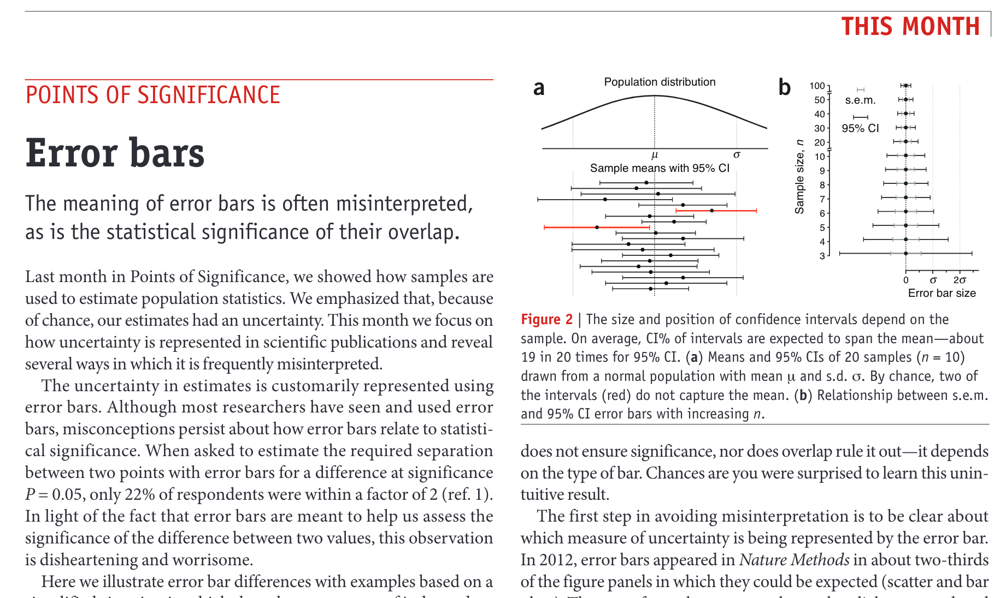 THIS MONTH
POINTS OF SIGNIFICANCE
Error bars
The meaning of error bars is often misinterpreted,
as is the statistical significance of their overlap.
Last month in Points of Significance, we showed how samples are
used to estimate population statistics. We emphasized that, because
of chance, our estimates had an uncertainty. This month we focus on
how uncertainty is represented in scientific publications and reveal
several ways in which it is frequently misinterpreted.
The uncertainty in estimates is customarily represented using
error bars. Although most researchers have seen and used error
bars, misconceptions persist about how error bars relate to statisti-
cal significance. When asked to estimate the required separation
between two points with error bars for a difference at significance
P = 0.05, only 22% of respondents were within a factor of 2 (ref. 1).
In light of the fact that error bars are meant to help us assess the
significance of the difference between two values, this observation
is disheartening and worrisome.
Here we illustrate error bar differences with examples based on a
a
Population distribution
μ
σ
Sample means with 95% CI
b
Sample size, n
100
50
40
30
20
10
9
8
7
6
5
4
3
s.e.m.
95% CI
0
σ
2σ
Error bar size
Figure 2 | The size and position of confidence intervals depend on the
sample. On average, CI% of intervals are expected to span the mean—about
19 in 20 times for 95% CI. (a) Means and 95% CIs of 20 samples (n = 10)
drawn from a normal population with mean μ and s.d. σ. By chance, two of
the intervals (red) do not capture the mean. (b) Relationship between s.e.m.
and 95% CI error bars with increasing n.
does not ensure significance, nor does overlap rule it out—it depends
on the type of bar. Chances are you were surprised to learn this unin-
tuitive result.
The first step in avoiding misinterpretation is to be clear about
which measure of uncertainty is being represented by the error bar.
In 2012, error bars appeared in Nature Methods in about two-thirds
of the figure panels in which they could be expected (scatter and bar